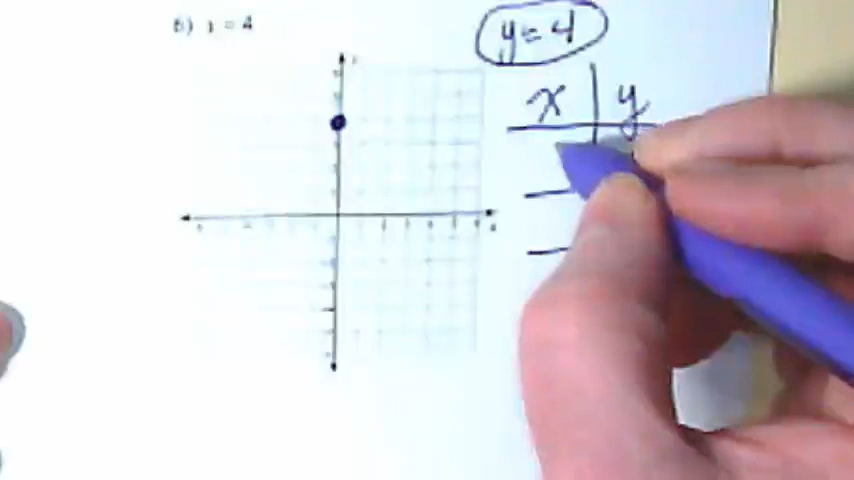 6) y = 4
y = 4
x | y